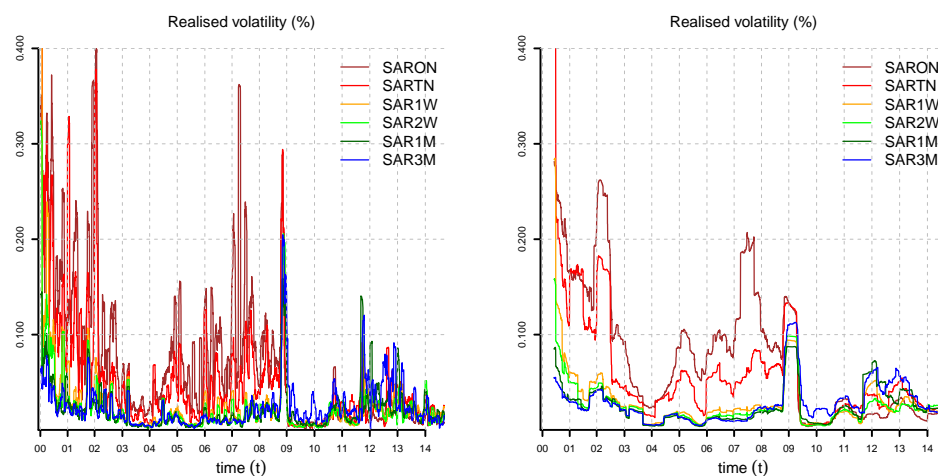 Realised volatility (%)
0.400
0.300
0.200
0.100
SARON
SARTN
SAR1W
SAR2W
SAR1M
SAR3M
00 01 02 03 04 05 06 07 08 09 10 11 12 13 14
time (t)
Realised volatility (%)
0.400
0.300
0.200
0.100
SARON
SARTN
SAR1W
SAR2W
SAR1M
SAR3M
00 01 02 03 04 05 06 07 08 09 10 11 12 13 14
time (t)